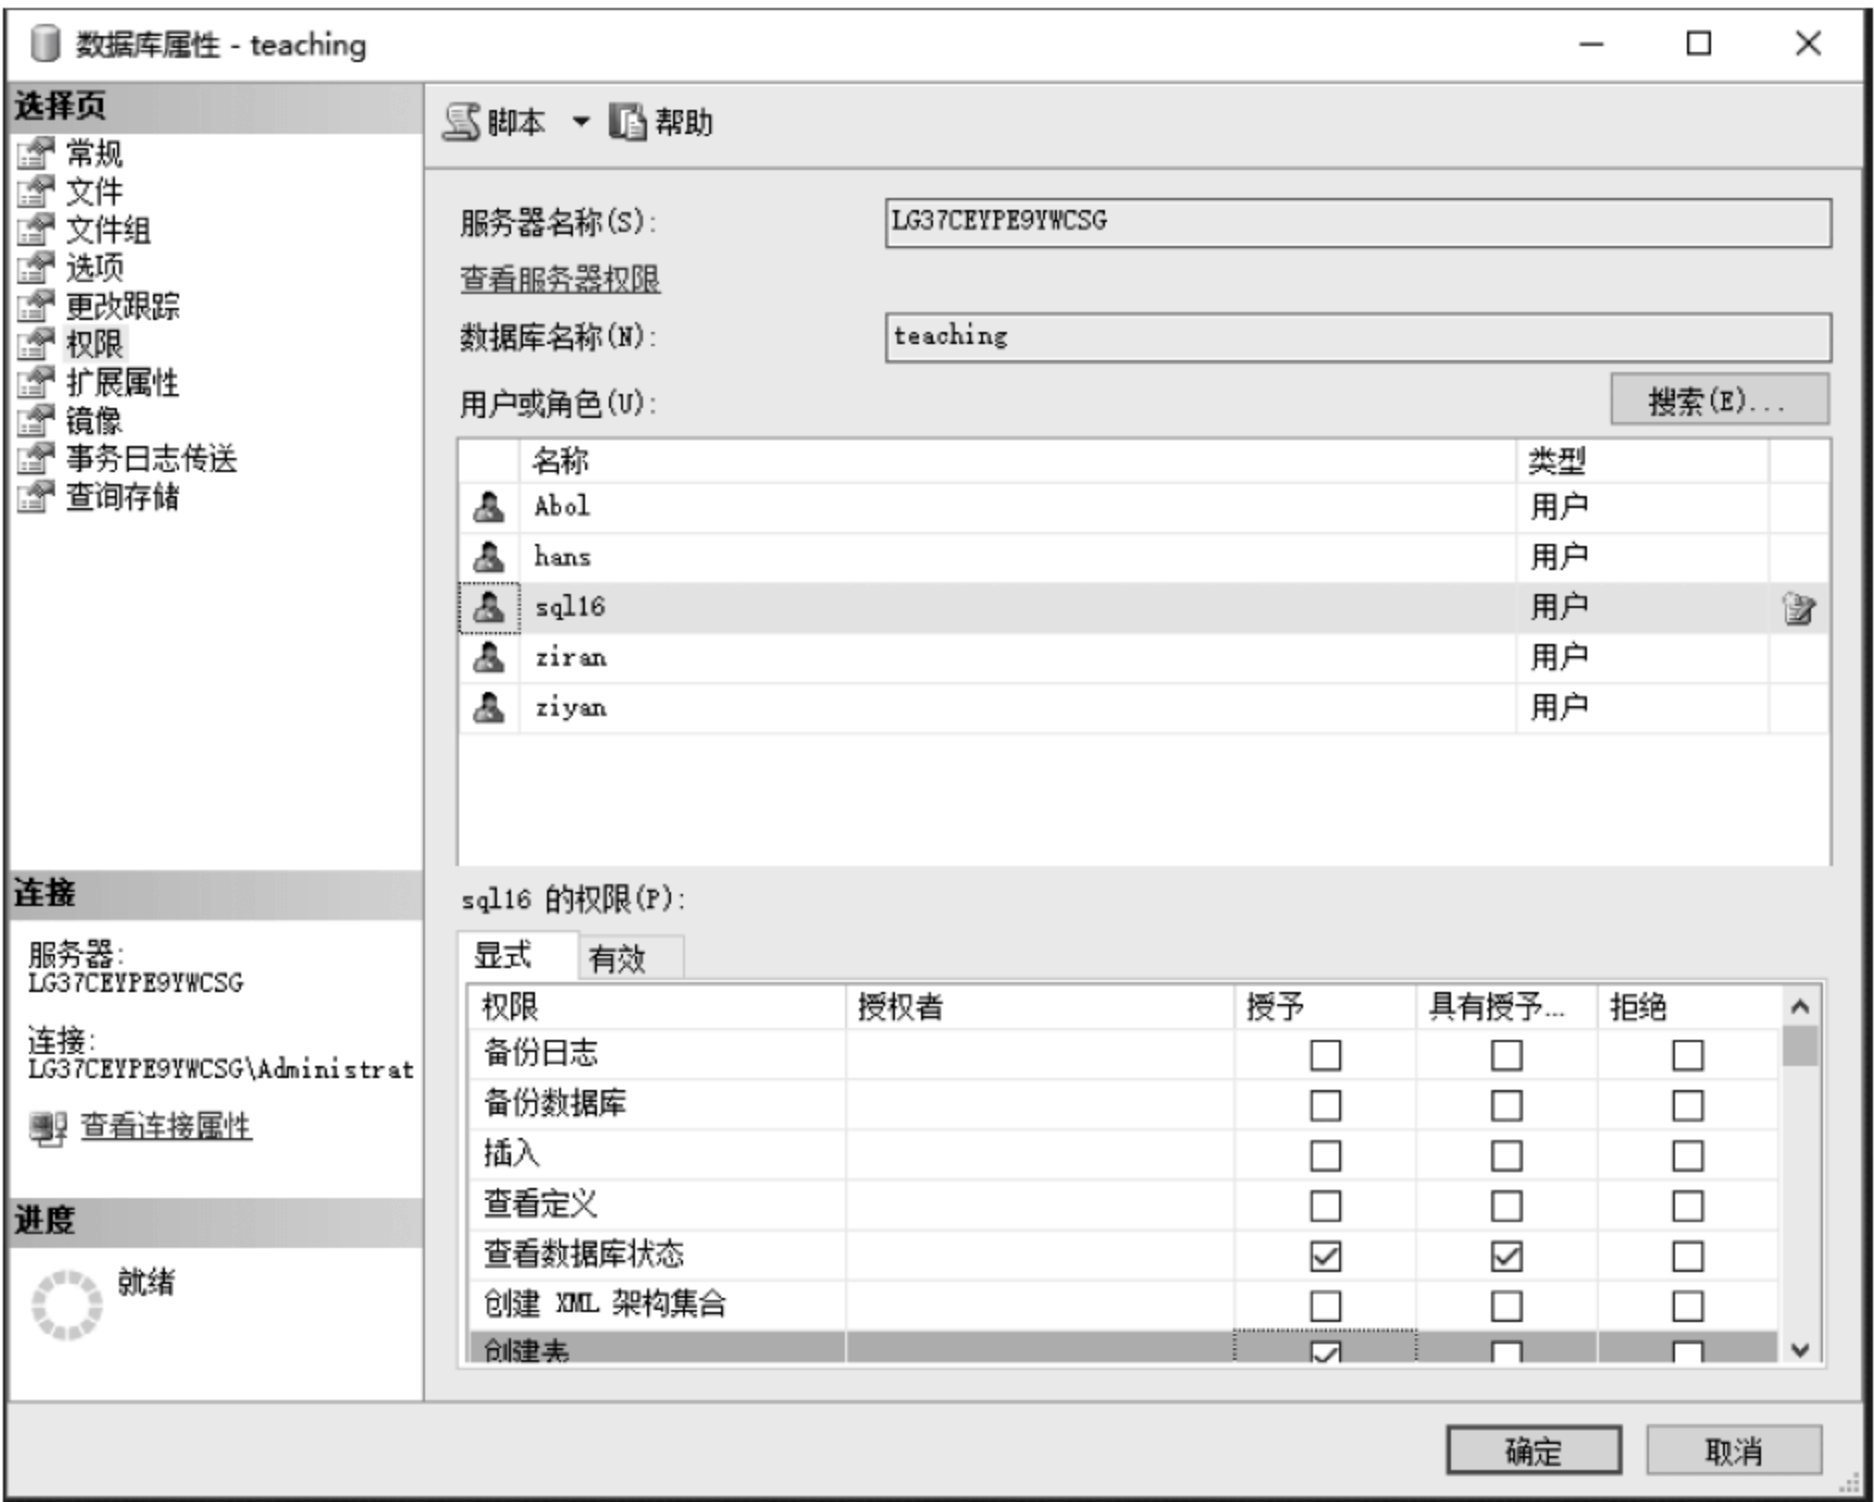 数据库属性 - teaching
选择页
常规
文件
文件组
选项
更改跟踪
权限
扩展属性
镜像
事务日志传送
查询存储
连接
服务器:
LG37CEYPE9YWCSG
连接:
LG37CEYPE9YWCSG\Administrat
查看连接属性
进度
就绪
脚本 帮助
服务器名称(S): LG37CEYPE9YWCSG
查看服务器权限
数据库名称(N): teaching
用户或角色(U): 搜索(E)...
名称 类型
Abol 用户
hans 用户
sql16 用户
ziran 用户
ziyan 用户
sql16 的权限(P):
显式 有效
权限 授权者 授予 具有授予... 拒绝
备份日志
备份数据库
插入
查看定义
查看数据库状态
创建 XML 架构集合
创建表
确定 取消